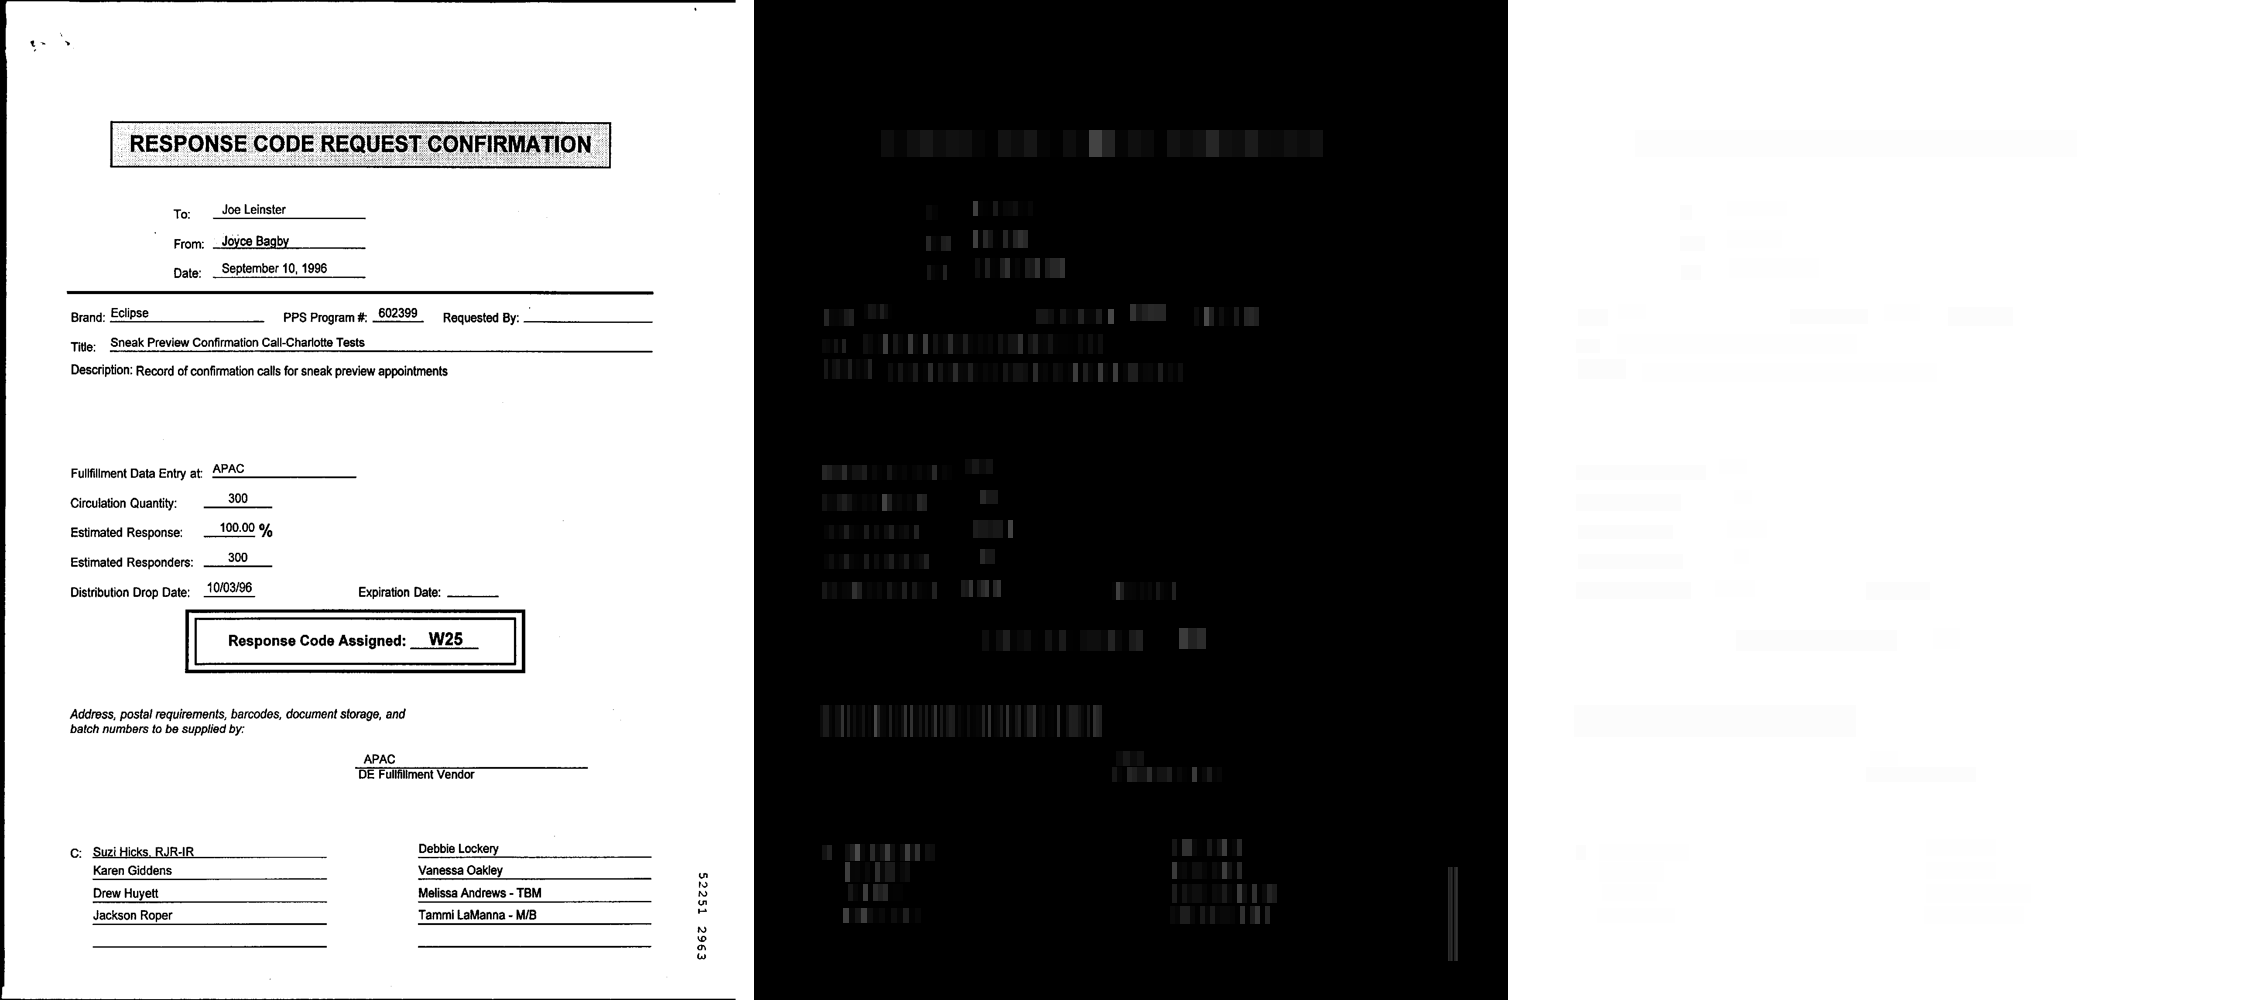 RESPONSE CODE REQUEST CONFIRMATION
To: Joe Leinster
From: Joyce Bagby
Date: September 10, 1996
Brand: Eclipse PPS Program #: 602399 Requested By:
Title: Sneak Preview Confirmation Call-Charlotte Tests
Description: Record of confirmation calls for sneak preview appointments
Fullfillment Data Entry at: APAC
Circulation Quantity: 300
Estimated Response: 100.00 %
Estimated Responders: 300
Distribution Drop Date: 10/03/96 Expiration Date:
Response Code Assigned: W25
Address, postal requirements, barcodes, document storage, and
batch numbers to be supplied by:
APAC
DE Fullfillment Vendor
C: Suzi Hicks, RJR-IR Debbie Lockery
Karen Giddens Vanessa Oakley
Drew Huyett Melissa Andrews - TBM
Jackson Roper Tammi LaManna - M/B
52251 2963